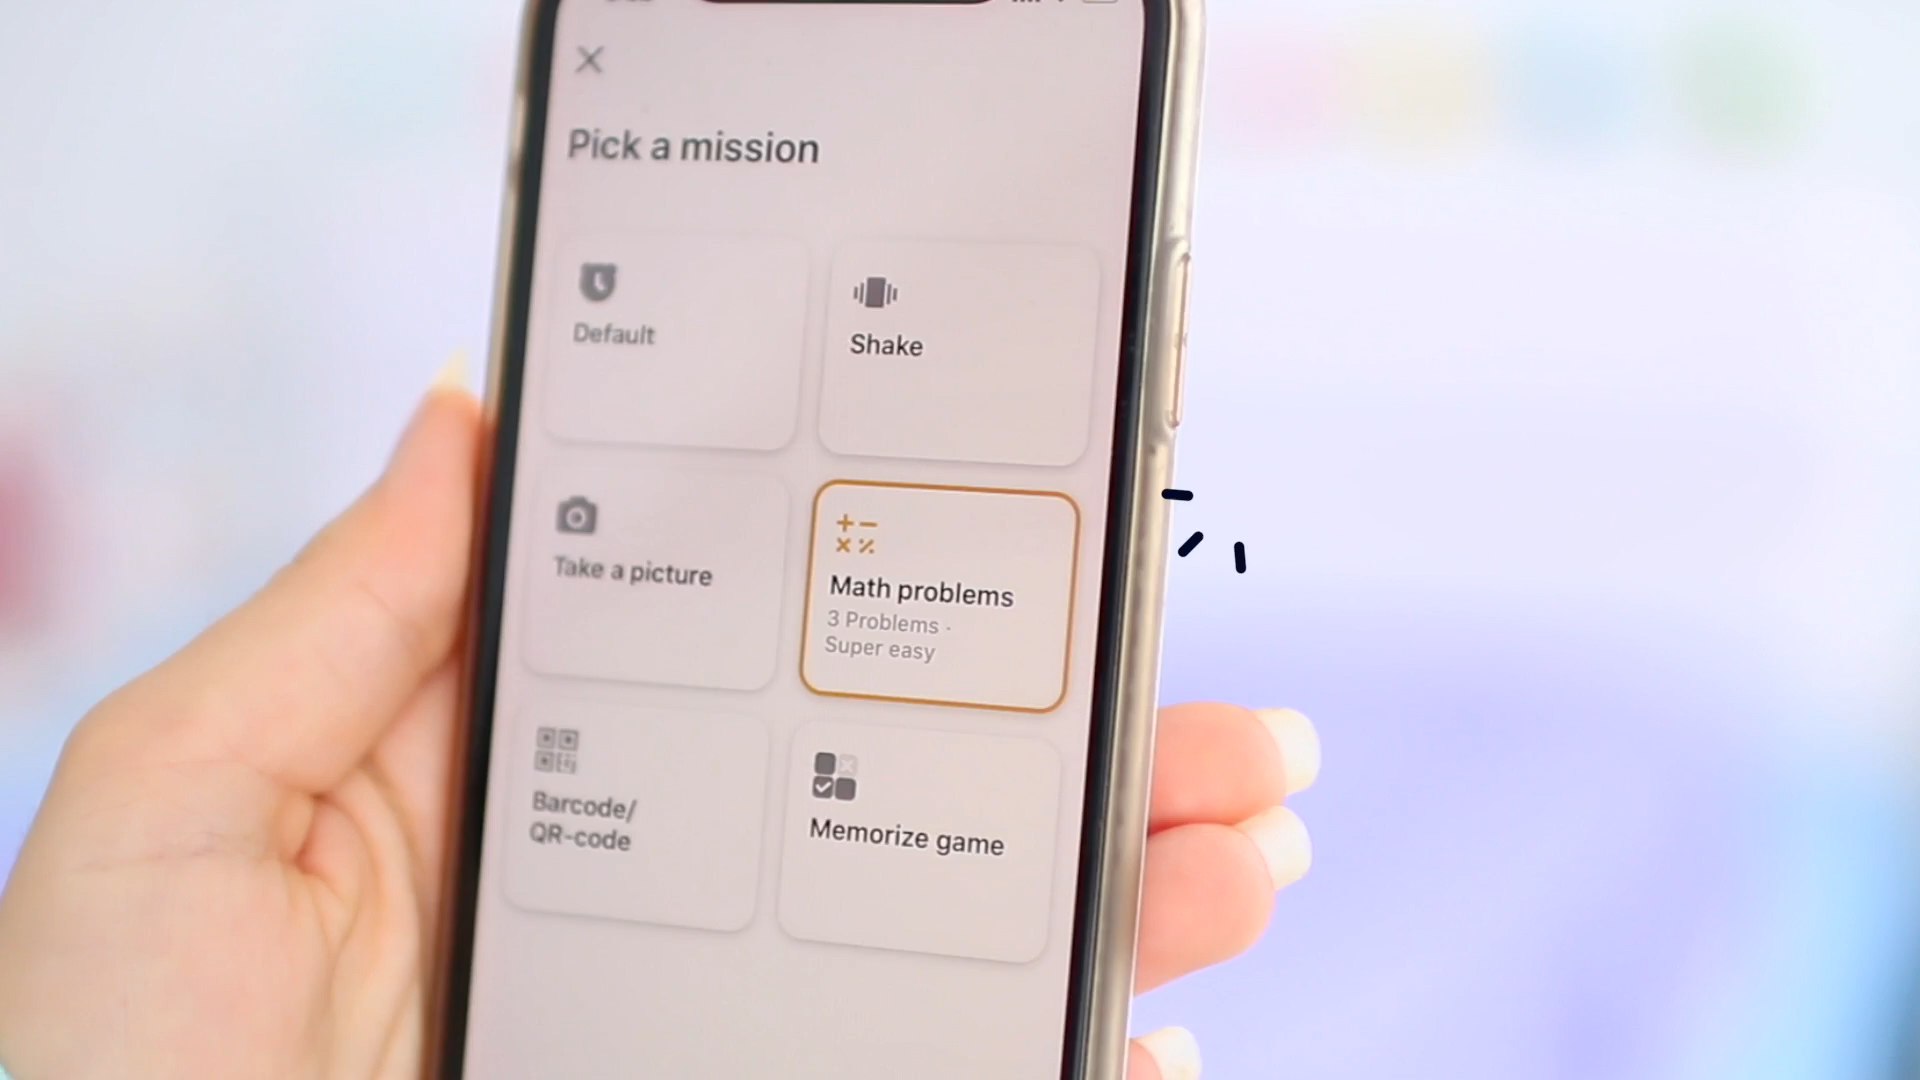 Pick a mission
Default
Shake
Take a picture
Math problems
3 Problems ·
Super easy
Barcode/
QR-code
Memorize game